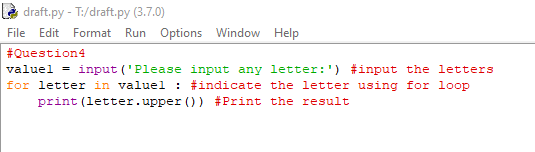 draft.py - T:/draft.py (3.7.0)
File Edit Format Run Options Window Help
#Question4
value1 = input('Please input any letter:') #input the letters
for letter in value1 : #indicate the letter using for loop
    print(letter.upper()) #Print the result